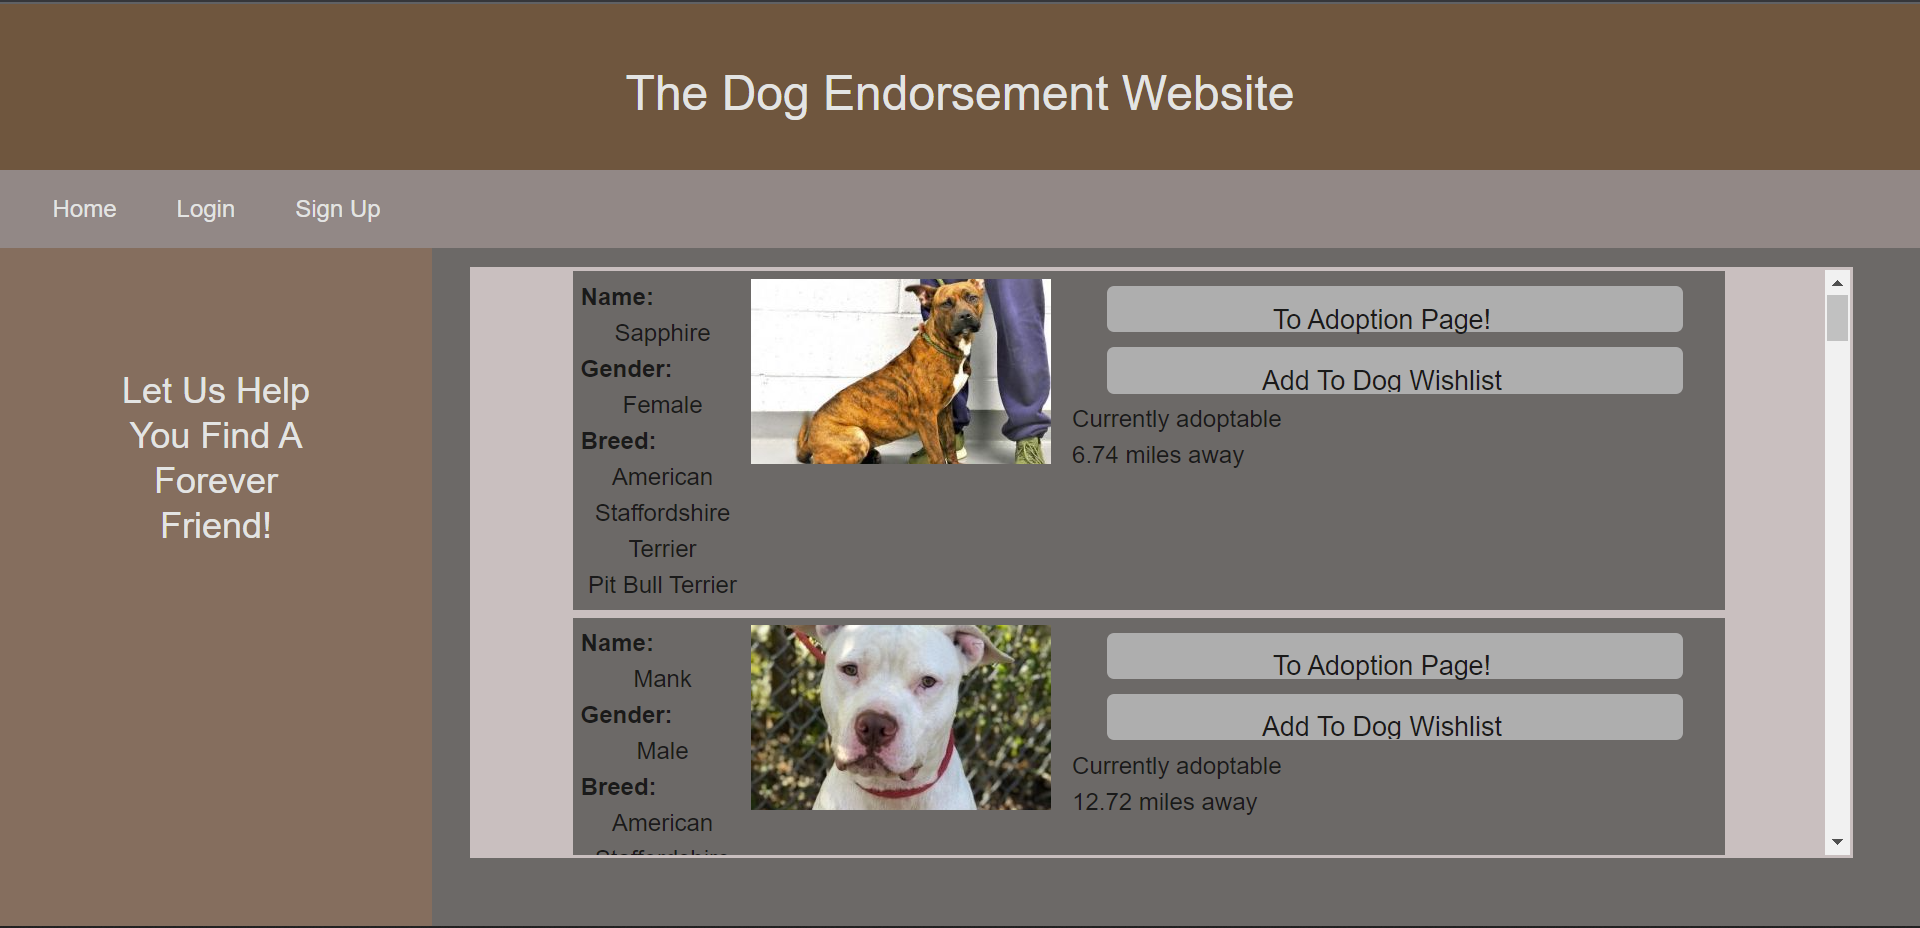 The Dog Endorsement Website
Home Login Sign Up
Let Us Help
You Find A
Forever
Friend!
Name:
Sapphire
Gender:
Female
Breed:
American
Staffordshire
Terrier
Pit Bull Terrier
To Adoption Page!
Add To Dog Wishlist
Currently adoptable
6.74 miles away
Name:
Mank
Gender:
Male
Breed:
American
To Adoption Page!
Add To Dog Wishlist
Currently adoptable
12.72 miles away